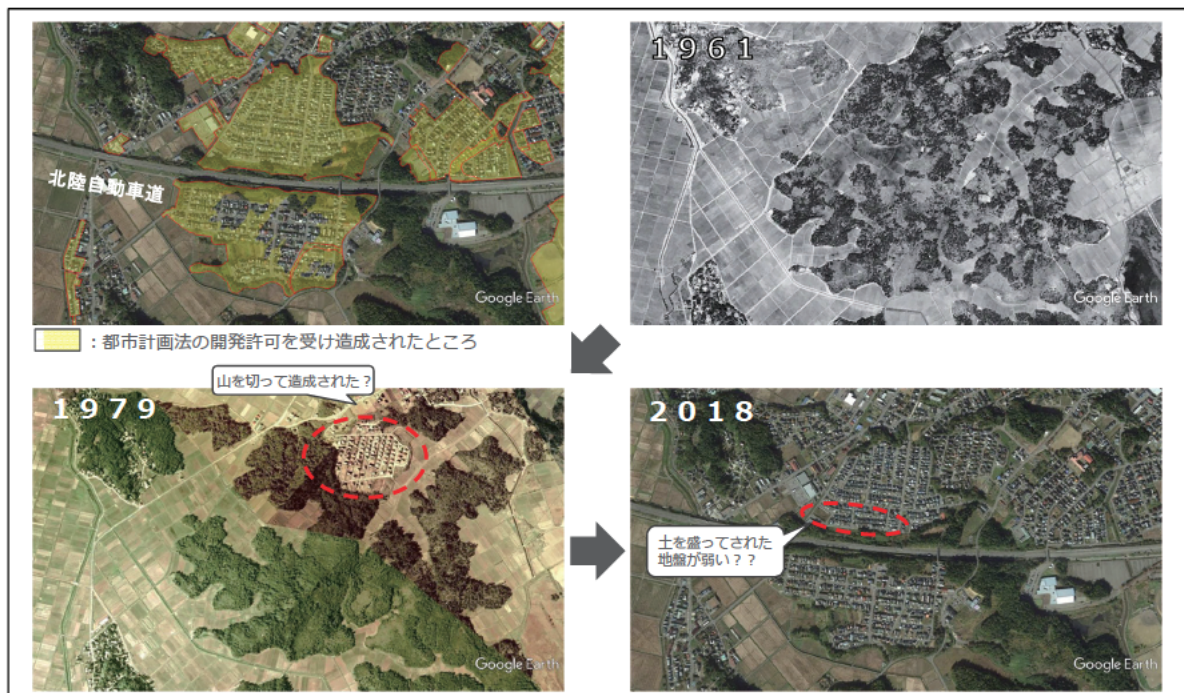 1961
北陸自動車道
Google Earth
Google Earth
：都市計画法の開発許可を受け造成されたところ
山を切って造成された？
1979
2018
土を盛ってされた
地盤が弱い？？
Google Earth
Google Earth